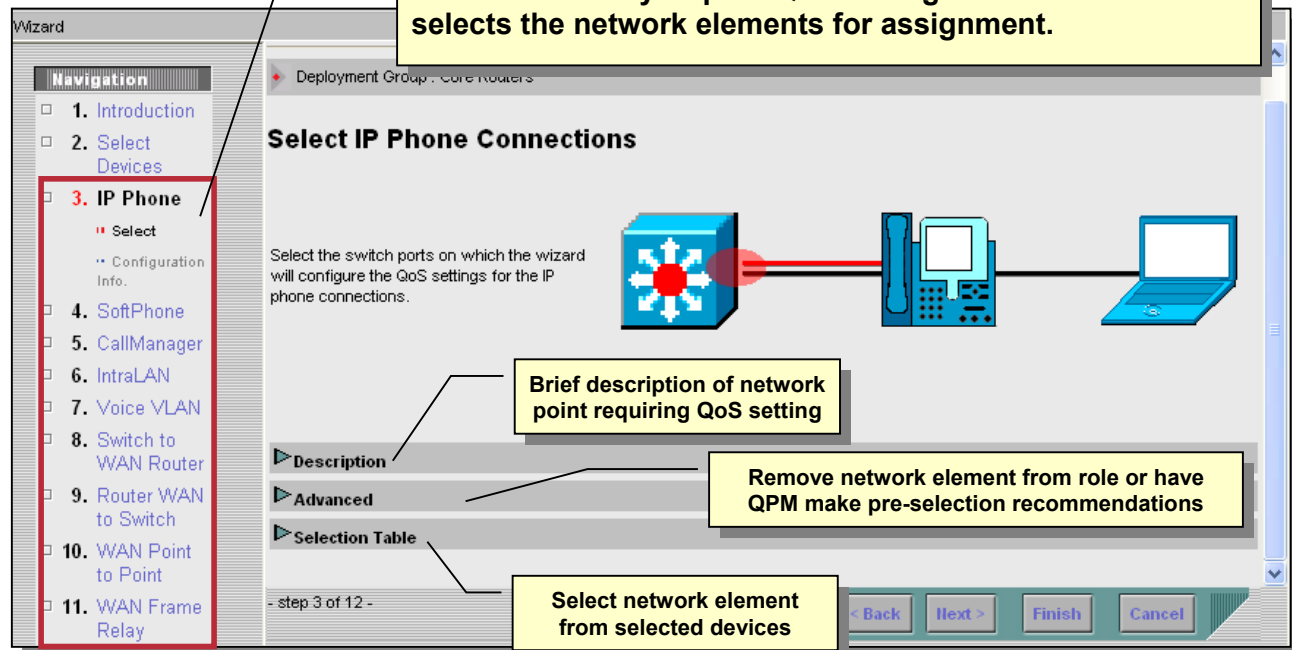 selects the network elements for assignment.
Wizard
Navigation
1. Introduction
2. Select
Devices
3. IP Phone
Select
Configuration
Info.
4. SoftPhone
5. CallManager
6. IntraLAN
7. Voice VLAN
8. Switch to
WAN Router
9. Router WAN
to Switch
10. WAN Point
to Point
11. WAN Frame
Relay
Deployment Group : Core Routers
Select IP Phone Connections
Select the switch ports on which the wizard
will configure the QoS settings for the IP
phone connections.
Brief description of network
point requiring QoS setting
Description
Remove network element from role or have
QPM make pre-selection recommendations
Advanced
Selection Table
Select network element
from selected devices
- step 3 of 12 -
< Back
Next >
Finish
Cancel